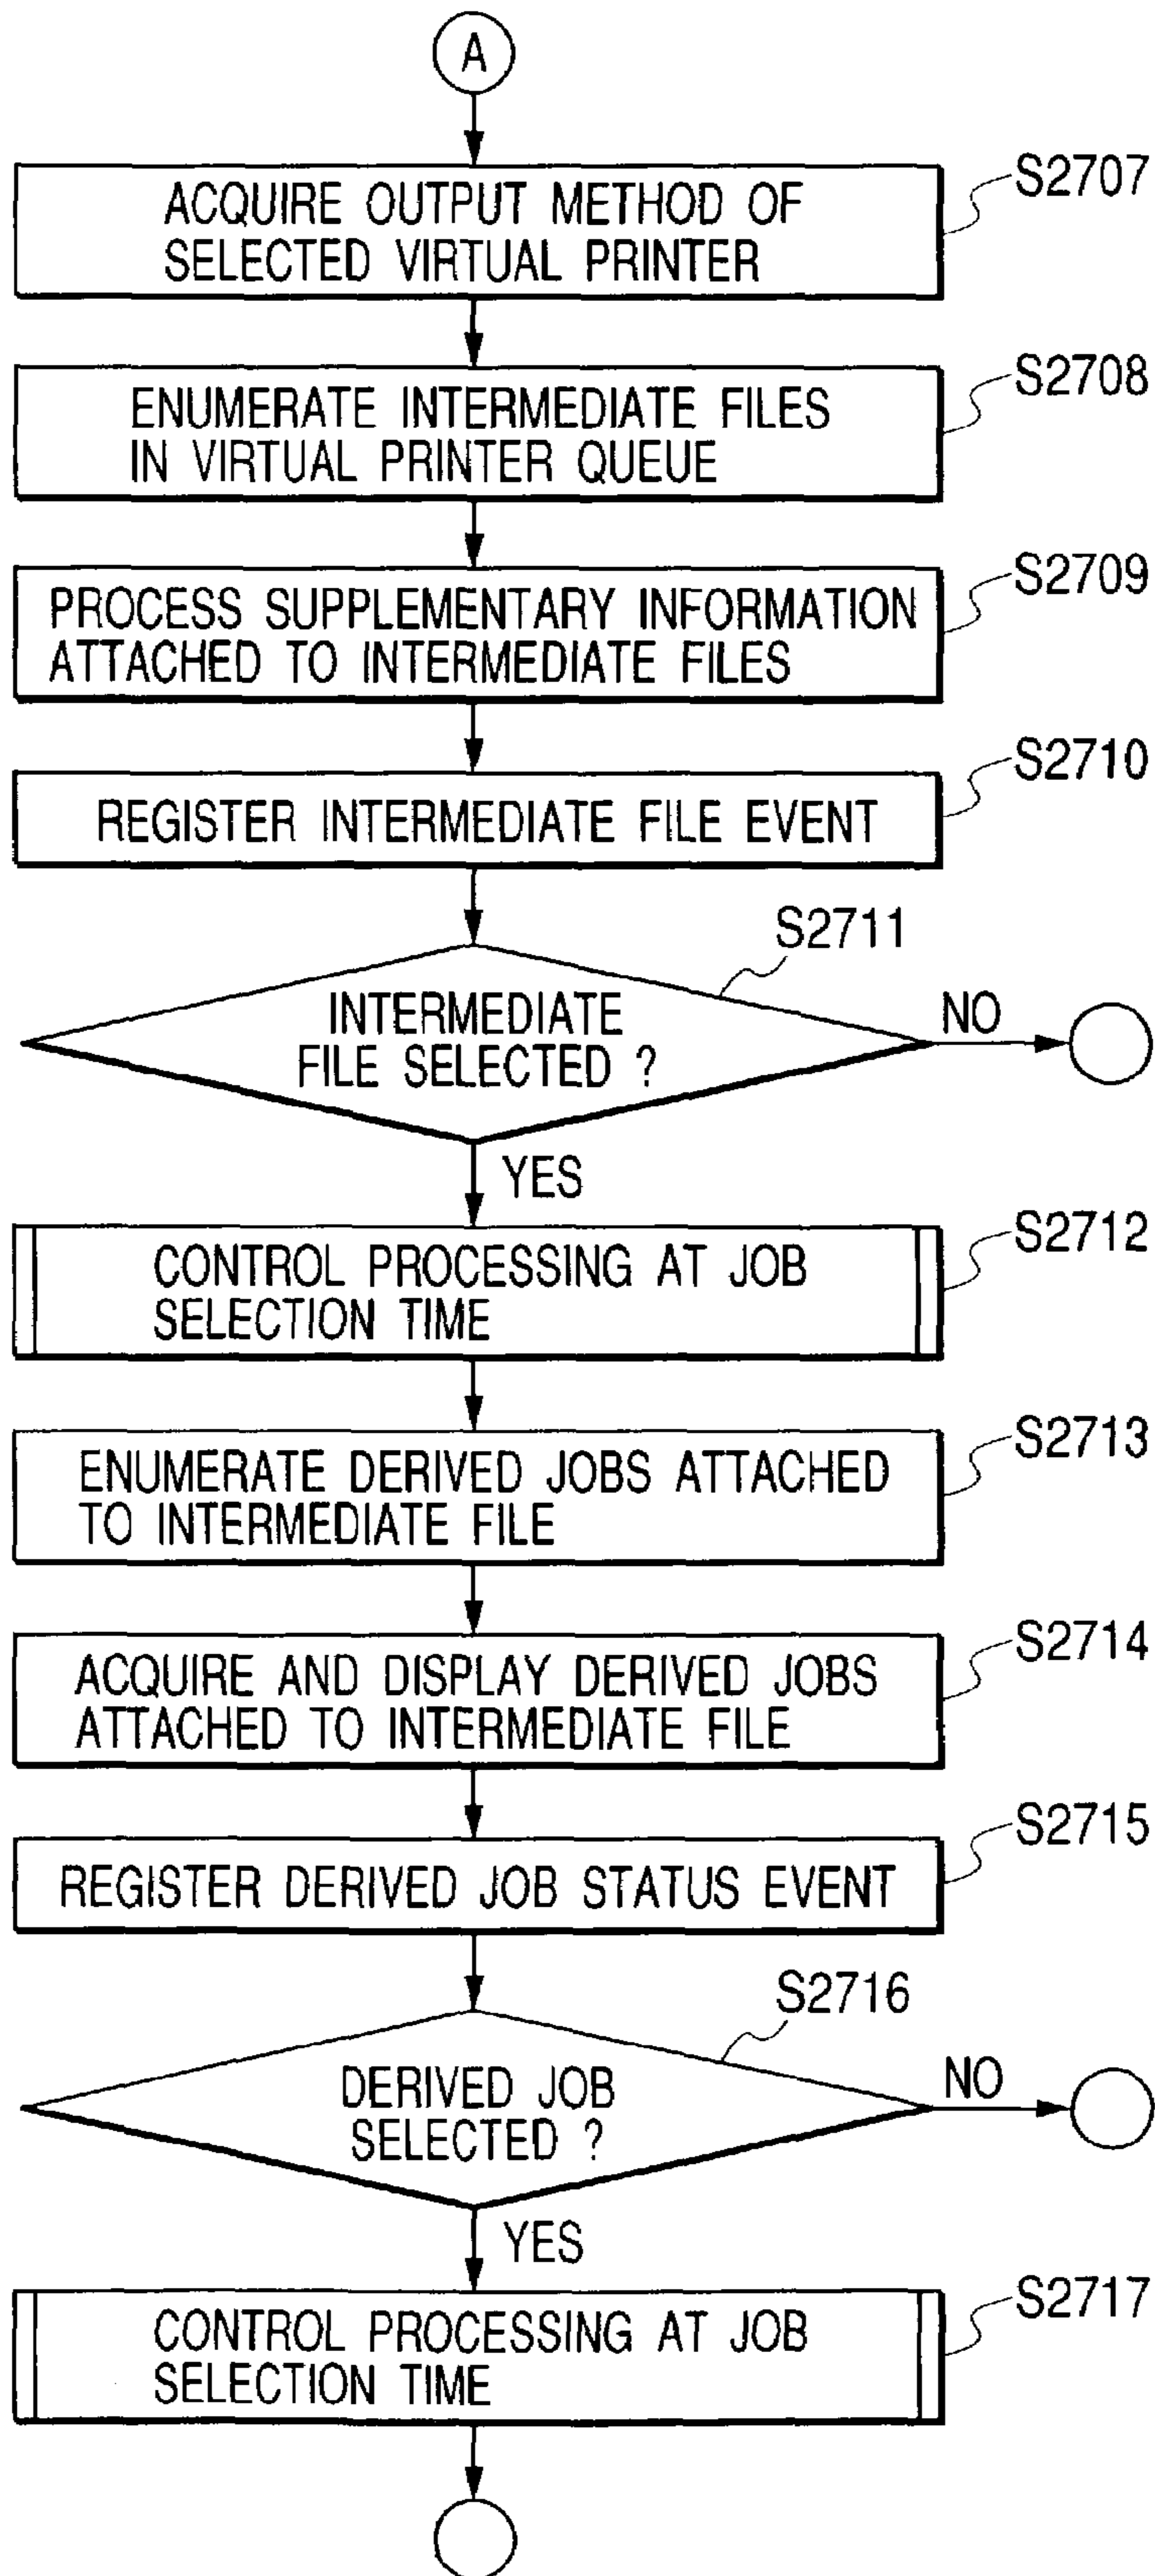 A
S2707
ACQUIRE OUTPUT METHOD OF
SELECTED VIRTUAL PRINTER
S2708
ENUMERATE INTERMEDIATE FILES
IN VIRTUAL PRINTER QUEUE
S2709
PROCESS SUPPLEMENTARY INFORMATION
ATTACHED TO INTERMEDIATE FILES
S2710
REGISTER INTERMEDIATE FILE EVENT
S2711
INTERMEDIATE
FILE SELECTED ?
NO
YES
S2712
CONTROL PROCESSING AT JOB
SELECTION TIME
S2713
ENUMERATE DERIVED JOBS ATTACHED
TO INTERMEDIATE FILE
S2714
ACQUIRE AND DISPLAY DERIVED JOBS
ATTACHED TO INTERMEDIATE FILE
S2715
REGISTER DERIVED JOB STATUS EVENT
S2716
DERIVED JOB
SELECTED ?
NO
YES
S2717
CONTROL PROCESSING AT JOB
SELECTION TIME